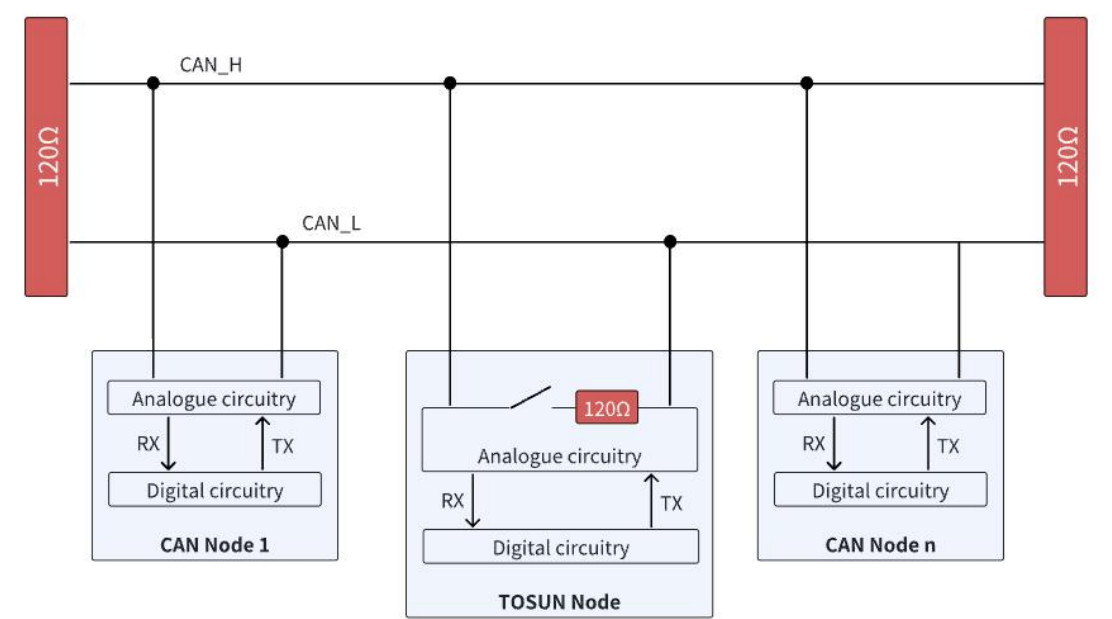 CAN_H
120Ω
120Ω
CAN_L
Analogue circuitry
RX
TX
Digital circuitry
CAN Node 1
120Ω
Analogue circuitry
RX
TX
Digital circuitry
TOSUN Node
Analogue circuitry
RX
TX
Digital circuitry
CAN Node n